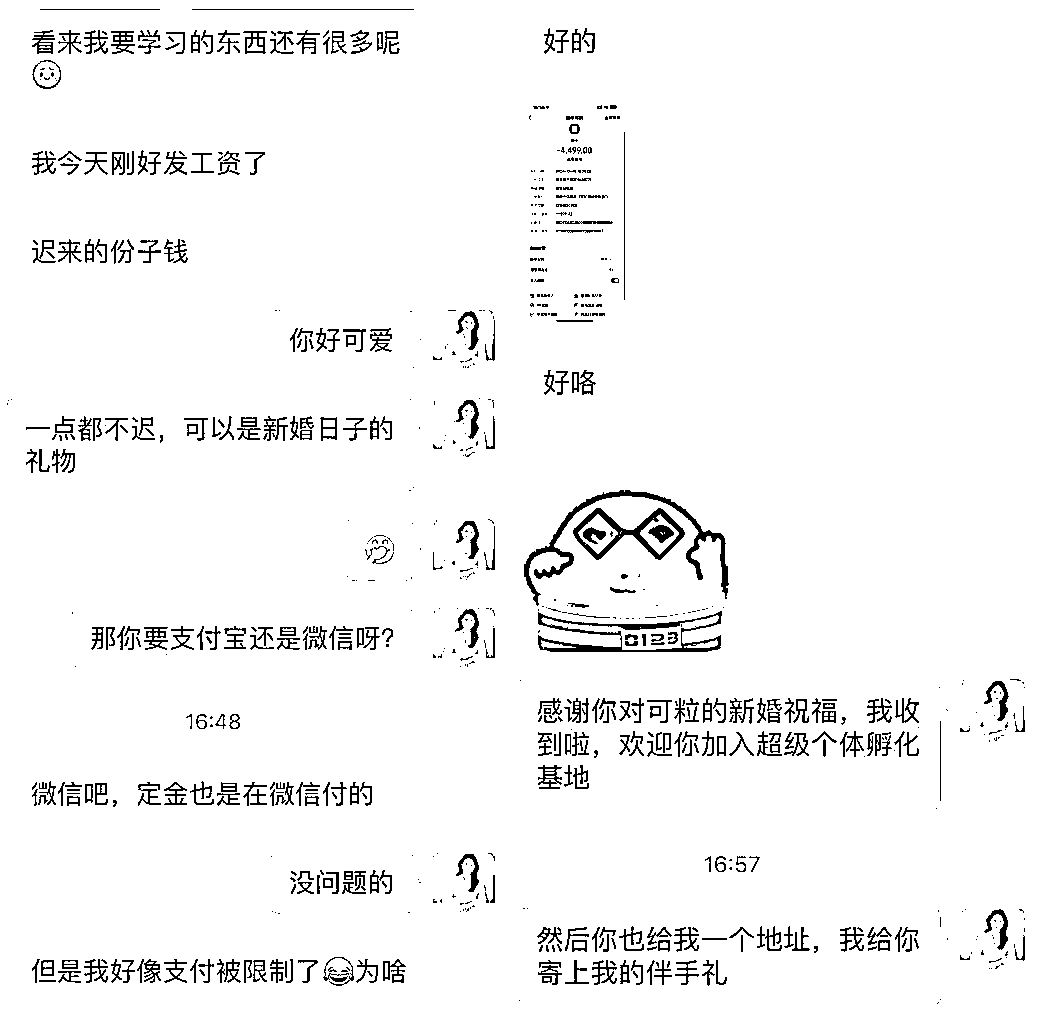 看来我要学习的东西还有很多呢
我今天刚好发工资了
迟来的份子钱
你好可爱
一点都不迟，可以是新婚日子的
礼物
那你要支付宝还是微信呀？
16:48
微信吧，定金也是在微信付的
没问题的
但是我好像支付被限制了😂为啥
好的
-4,499.00
好咯
0123
感谢你对可粒的新婚祝福，我收
到啦，欢迎你加入超级个体孵化
基地
16:57
然后你也给我一个地址，我给你
寄上我的伴手礼